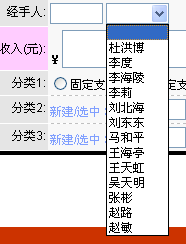 经手人:
杜洪博
李度
收入(元):
李海陵
¥
李莉
分类1:
固定支
刘北海
分类2:
新建/选中
刘东东
马和平
分类3:
新建/选中
王海亭
王天虹
吴天明
张彬
赵路
赵敏